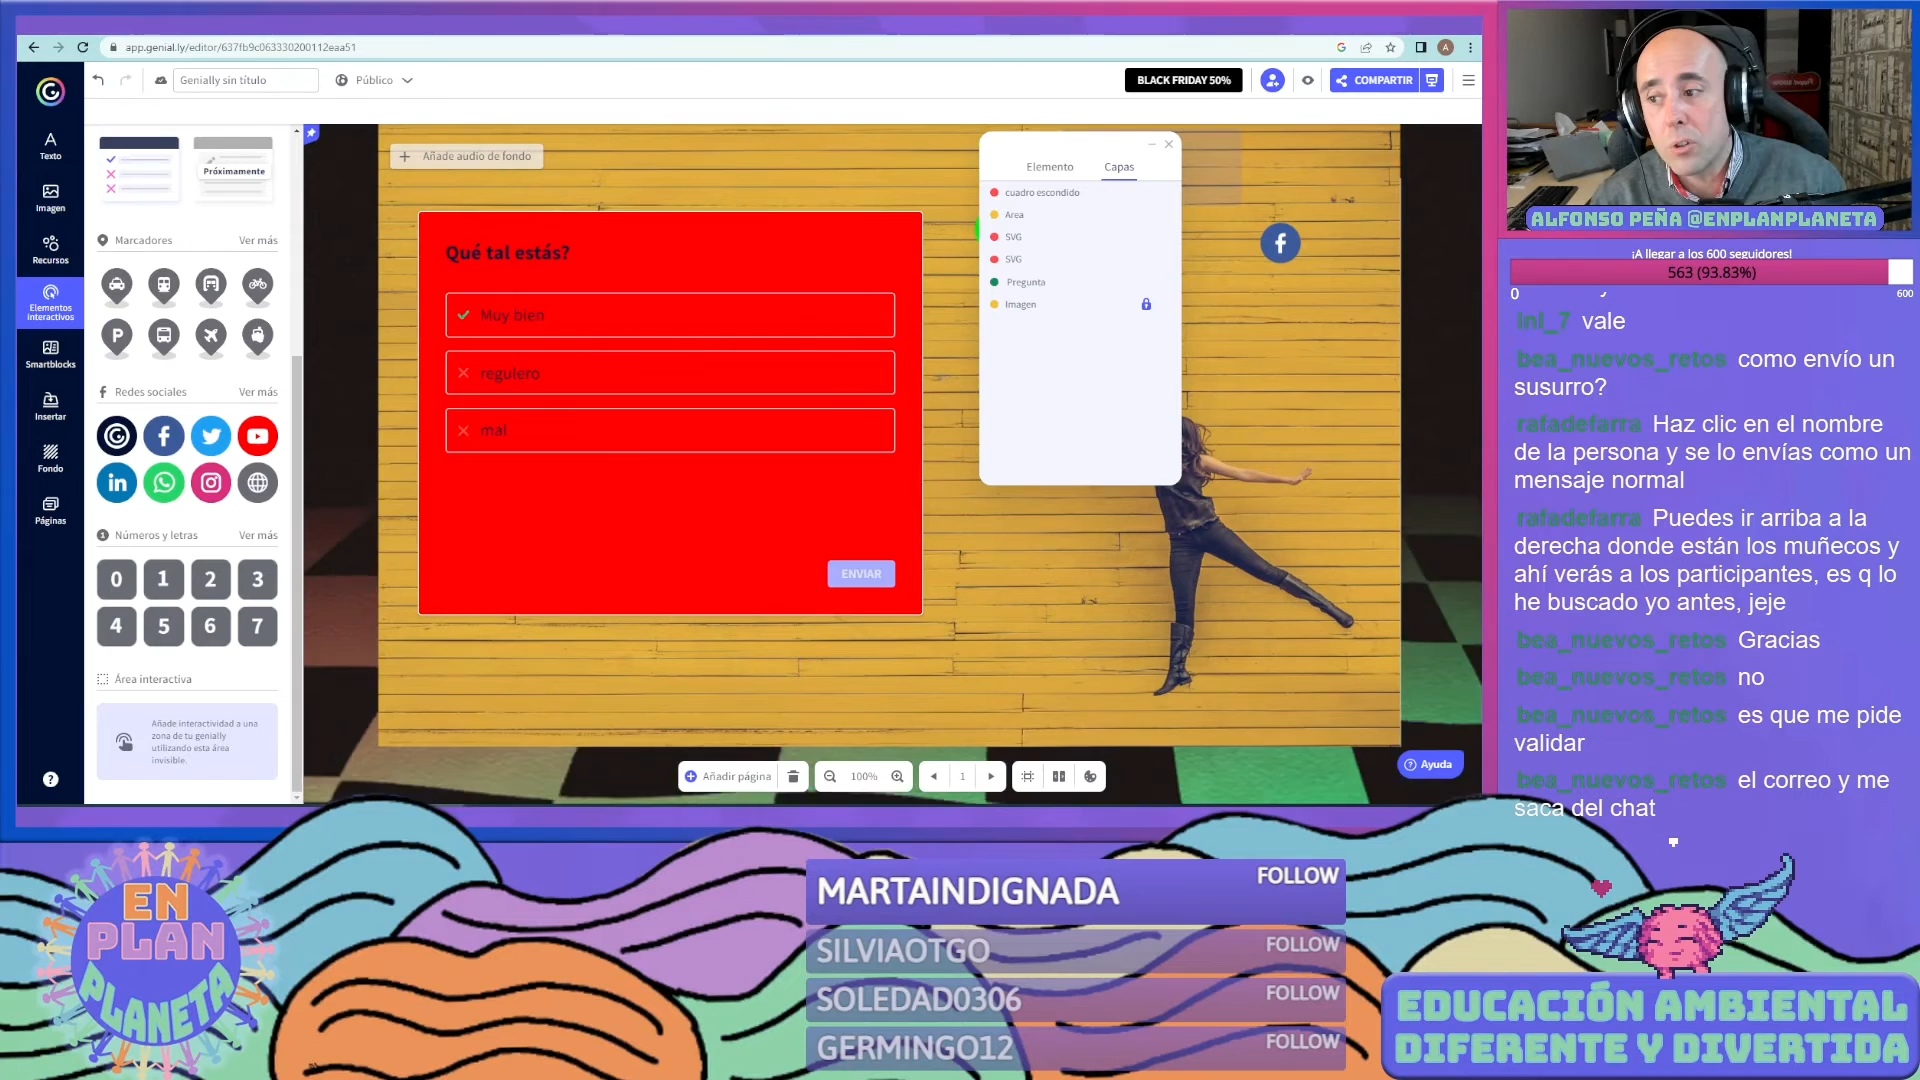 app.genial.ly/editor/637fb9c063330200112eaa51
A
Genially sin título
Público
BLACK FRIDAY 50%
COMPARTIR
Texto
Imagen
Recursos
Elementos
interactivos
Smartblocks
Insertar
Fondo
Páginas
Próximamente
Marcadores
Ver más
P
Redes sociales
Ver más
Números y letras
Ver más
0
1
2
3
4
5
6
7
Área interactiva
Añade interactividad a una
zona de tu genially
utilizando esta área
invisible.
Añade audio de fondo
Qué tal estás?
Muy bien
regulero
mal
ENVIAR
Elemento
Capas
cuadro escondido
Area
SVG
SVG
Pregunta
Imagen
Añadir página
100%
1
Ayuda
ALFONSO PEÑA @ENPLANPLANETA
¡A llegar a los 600 seguidores!
563 (93.83%)
0
600
ini_7 vale
bea_nuevos_retos como envío un
susurro?
rafadefarra Haz clic en el nombre
de la persona y se lo envías como un
mensaje normal
rafadefarra Puedes ir arriba a la
derecha donde están los muñecos y
ahí verás a los participantes, es q lo
he buscado yo antes, jeje
bea_nuevos_retos Gracias
bea_nuevos_retos no
bea_nuevos_retos es que me pide
validar
bea_nuevos_retos el correo y me
saca del chat
EN
PLAN
PLANETA
MARTAINDIGNADA
FOLLOW
SILVIAOTGO
FOLLOW
SOLEDAD0306
FOLLOW
GERMINGO12
FOLLOW
EDUCACIÓN AMBIENTAL
DIFERENTE Y DIVERTIDA